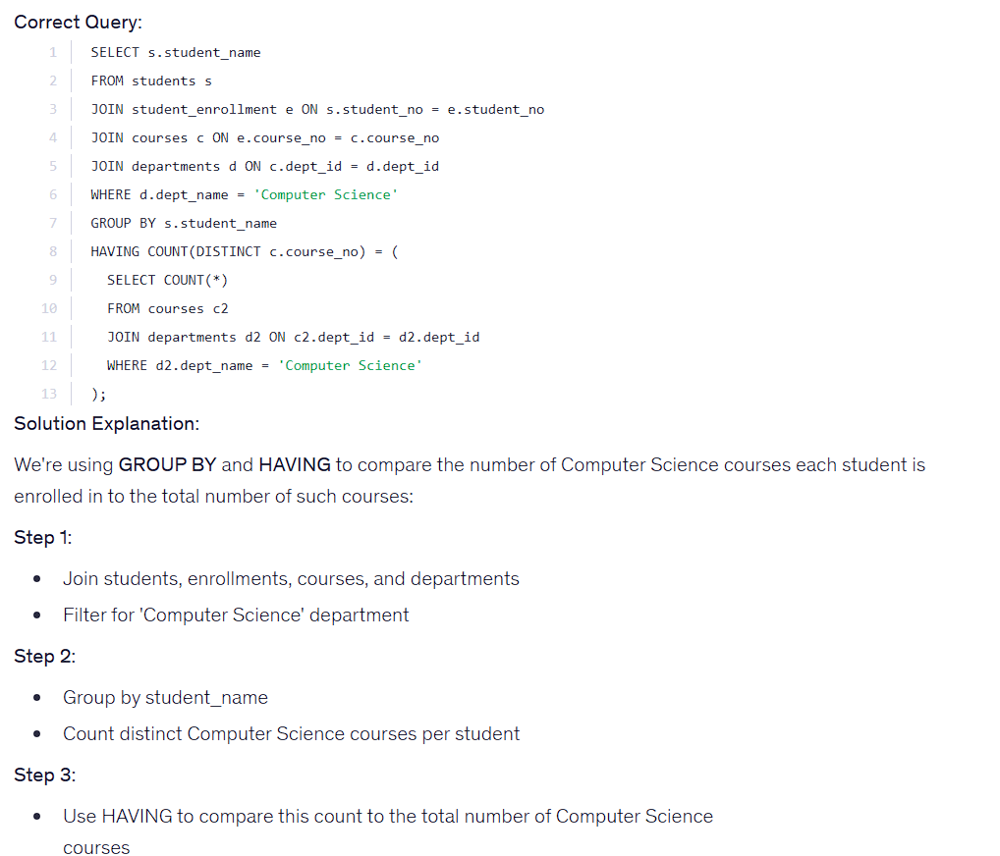 Correct Query:
1 SELECT s.student_name
2 FROM students s
3 JOIN student_enrollment e ON s.student_no = e.student_no
4 JOIN courses c ON e.course_no = c.course_no
5 JOIN departments d ON c.dept_id = d.dept_id
6 WHERE d.dept_name = 'Computer Science'
7 GROUP BY s.student_name
8 HAVING COUNT(DISTINCT c.course_no) = (
9   SELECT COUNT(*)
10   FROM courses c2
11   JOIN departments d2 ON c2.dept_id = d2.dept_id
12   WHERE d2.dept_name = 'Computer Science'
13 );
Solution Explanation:
We're using GROUP BY and HAVING to compare the number of Computer Science courses each student is
enrolled in to the total number of such courses:
Step 1:
• Join students, enrollments, courses, and departments
• Filter for 'Computer Science' department
Step 2:
• Group by student_name
• Count distinct Computer Science courses per student
Step 3:
• Use HAVING to compare this count to the total number of Computer Science
courses